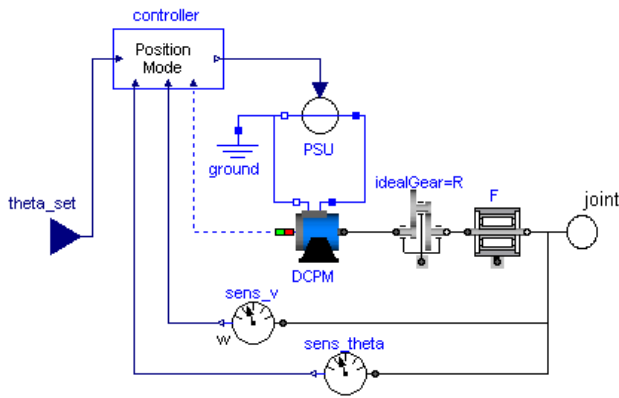 controller
Position
Mode
PSU
ground
idealGear=R
F
joint
theta_set
DCPM
sens_v
w
sens_theta